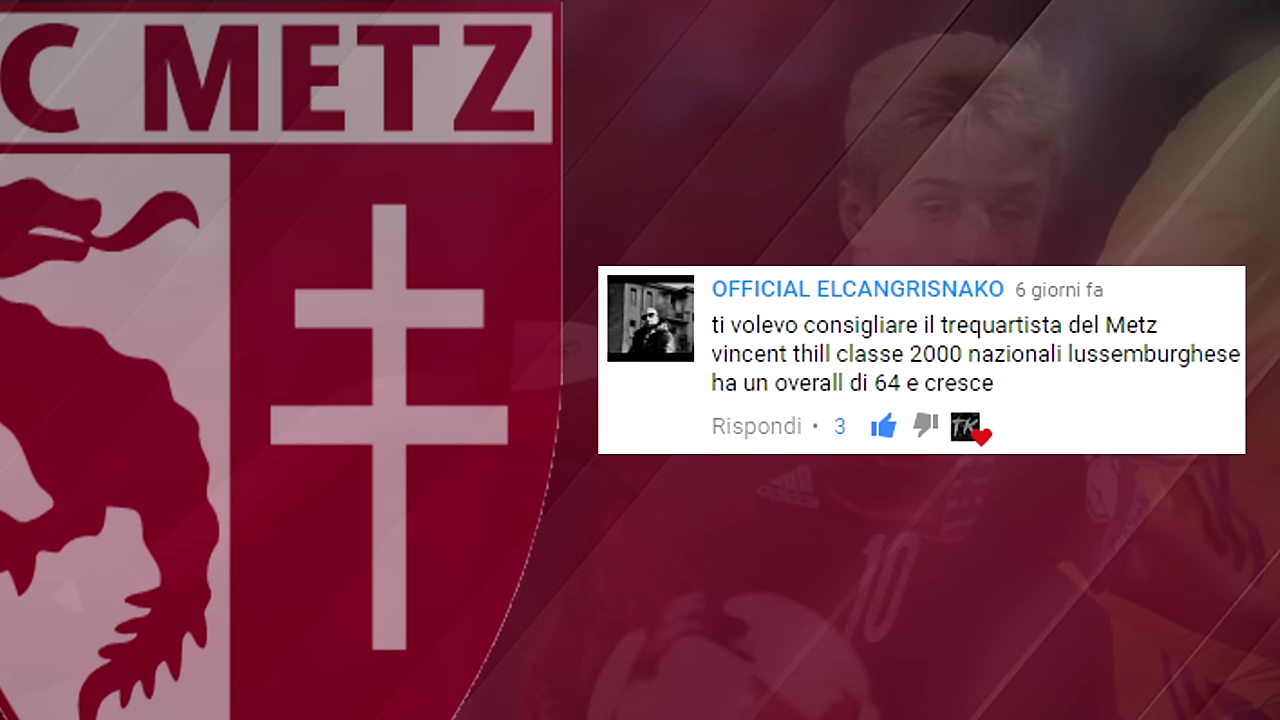 C METZ
OFFICIAL ELCANGRISNAKO 6 giorni fa
ti volevo consigliare il trequartista del Metz
vincent thill classe 2000 nazionali lussemburghese
ha un overall di 64 e cresce
Rispondi • 3
TK
10